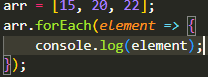 arr = [15, 20, 22];
arr.forEach(element => {
    console.log(element);
});